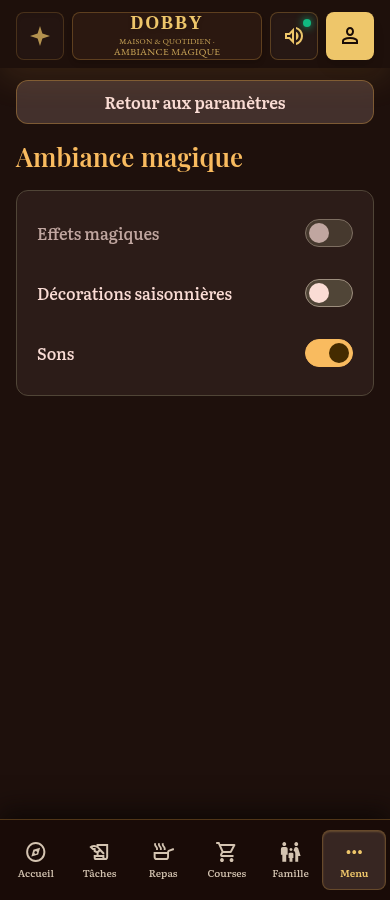 DOBBY
MAISON & QUOTIDIEN ·
AMBIANCE MAGIQUE
Retour aux paramètres
Ambiance magique
Effets magiques
Décorations saisonnières
Sons
Accueil
Tâches
Repas
Courses
Famille
Menu